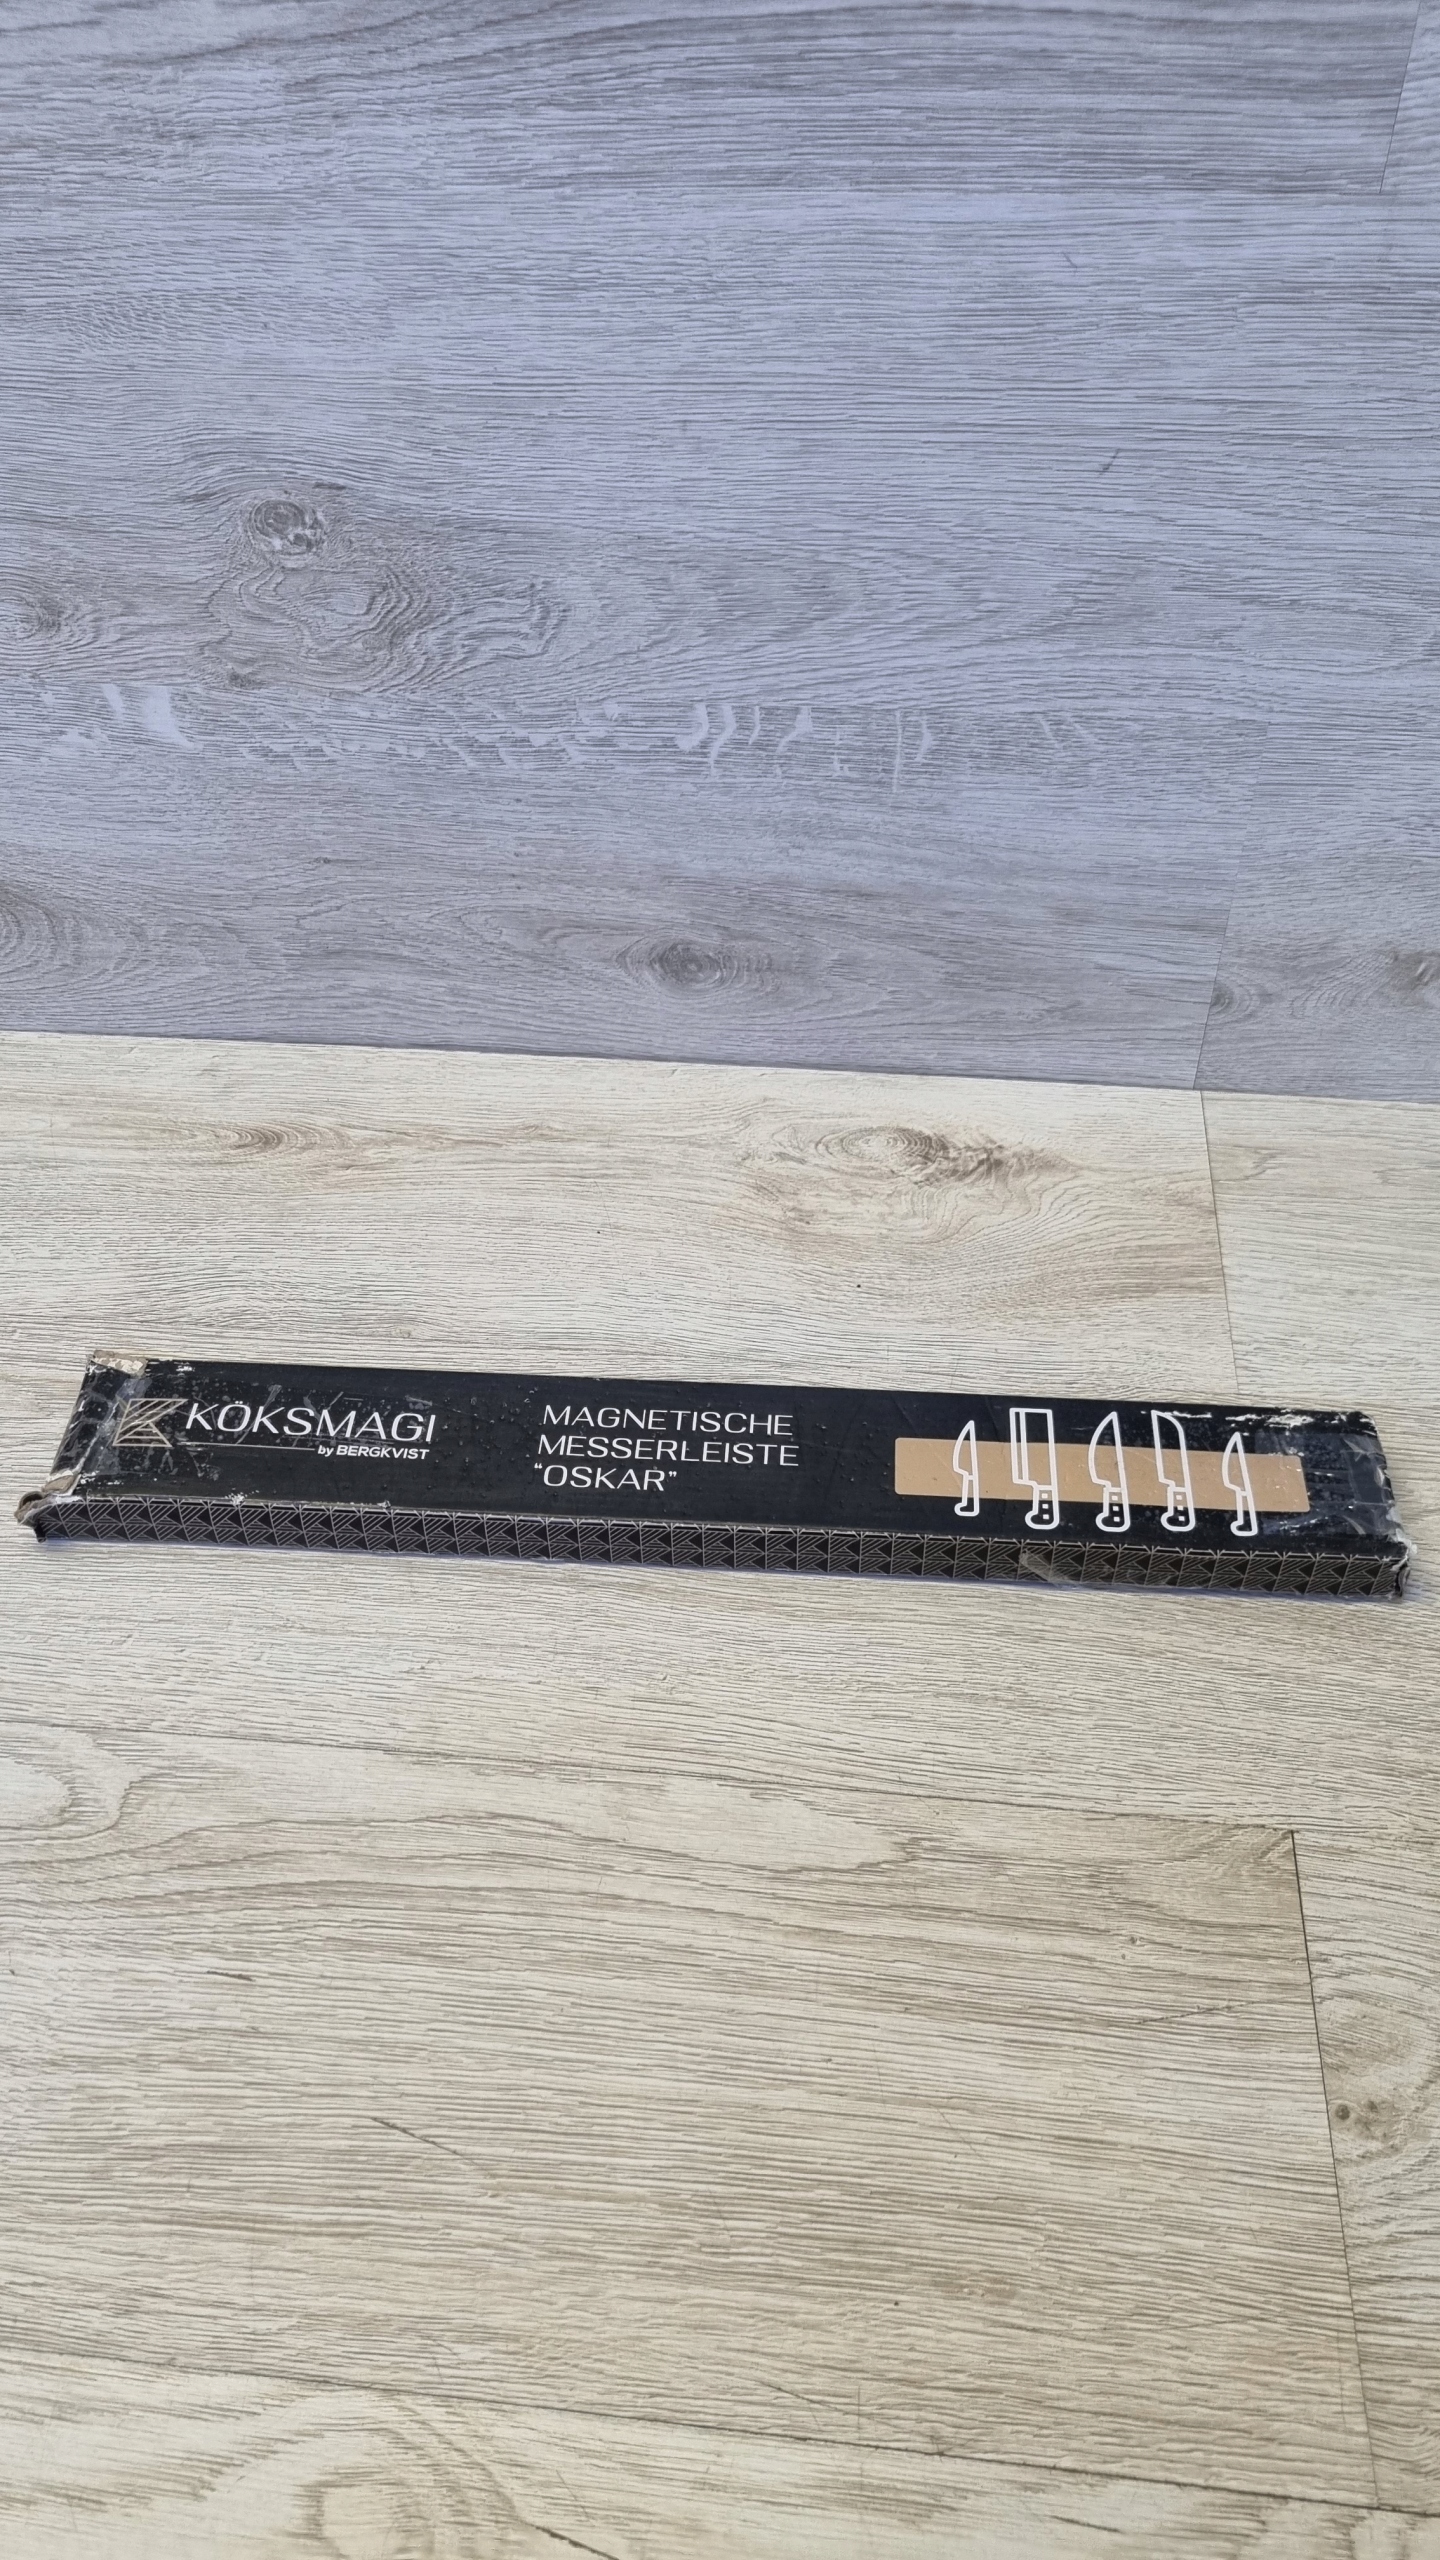 KÖKSMAGI
by BERGKVIST
MAGNETISCHE
MESSERLEISTE
“OSKAR”